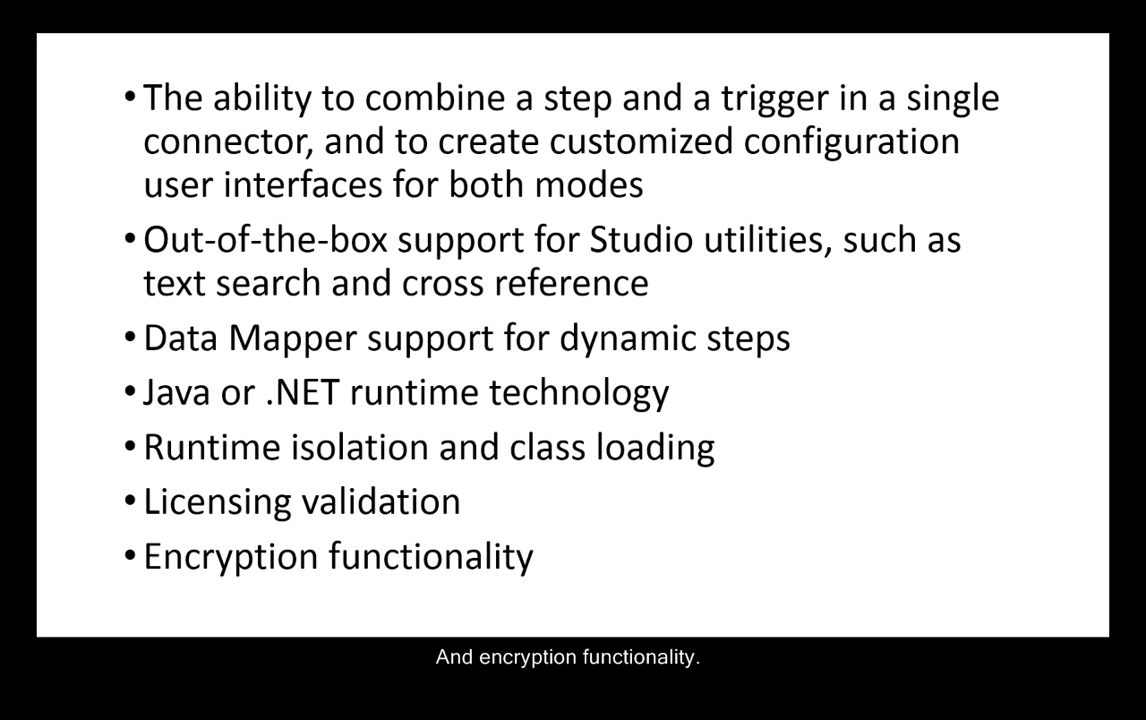 • The ability to combine a step and a trigger in a single
connector, and to create customized configuration
user interfaces for both modes
• Out-of-the-box support for Studio utilities, such as
text search and cross reference
• Data Mapper support for dynamic steps
• Java or .NET runtime technology
• Runtime isolation and class loading
• Licensing validation
• Encryption functionality
And encryption functionality.